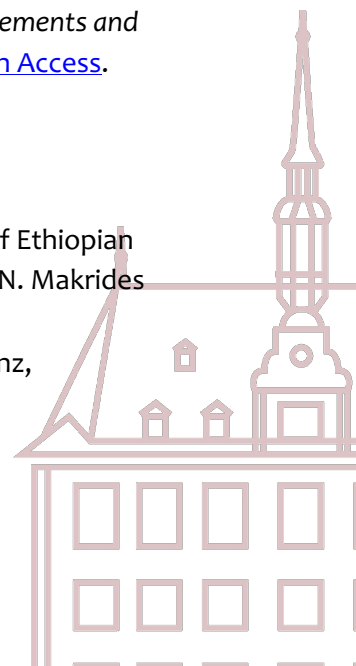 ements and
n Access.
f Ethiopian
N. Makrides
nz,